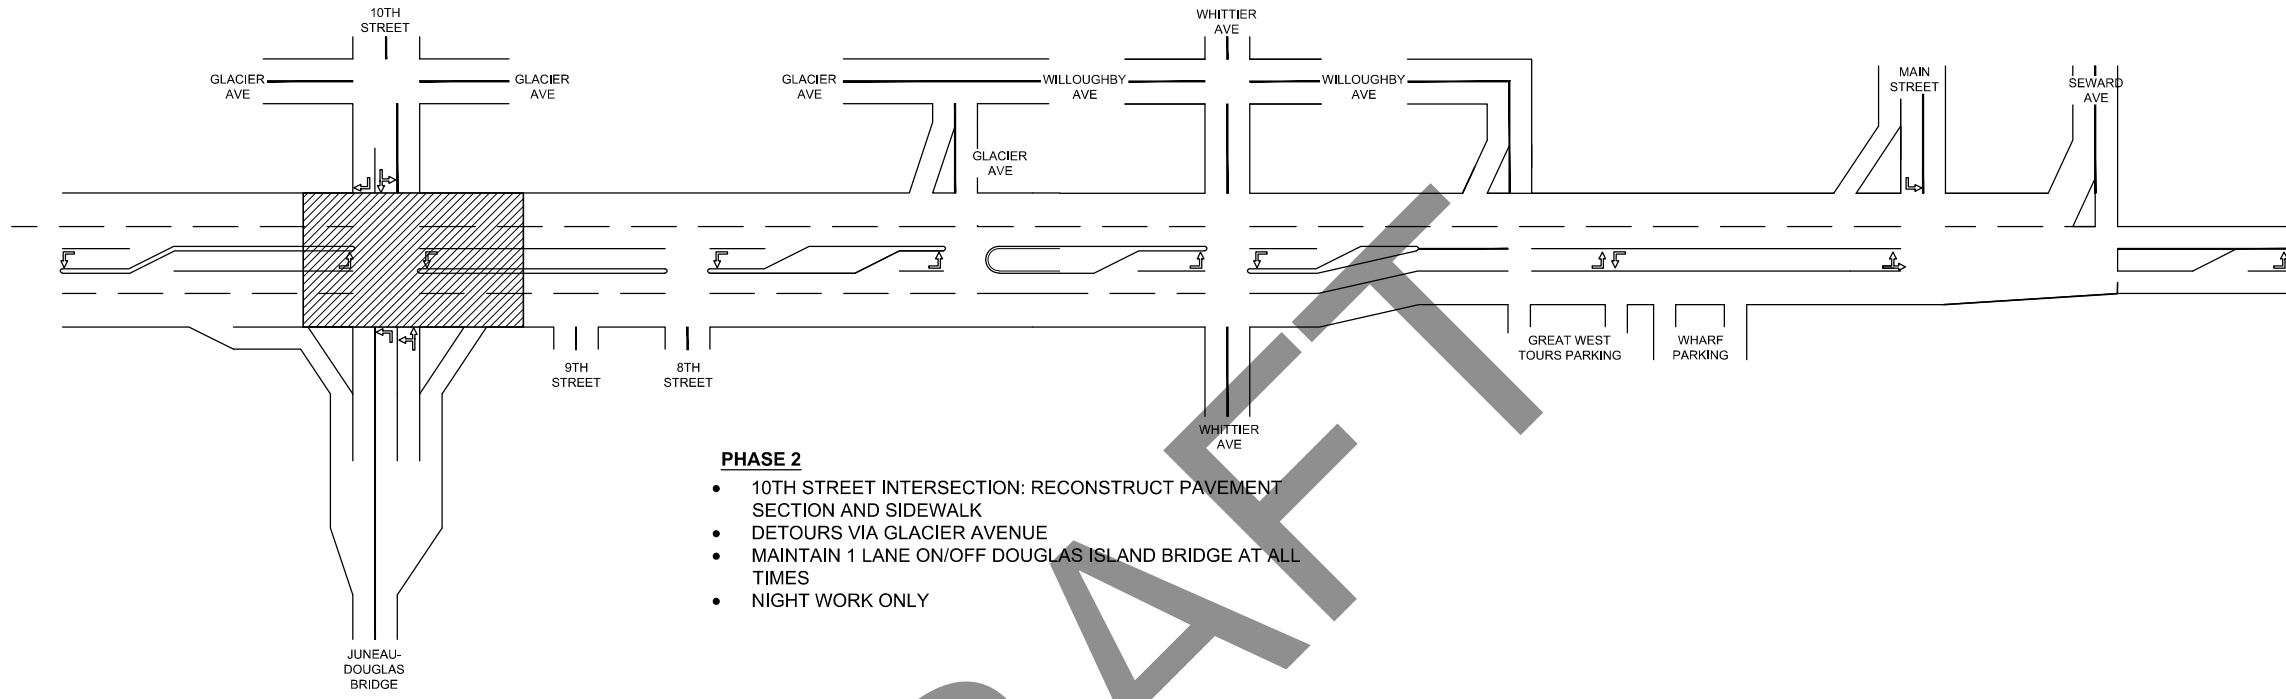 10TH
STREET
WHITTIER
AVE
GLACIER
AVE
GLACIER
AVE
GLACIER
AVE
WILLOUGHBY
AVE
WILLOUGHBY
AVE
MAIN
STREET
SEWARD
AVE
GLACIER
AVE
9TH
STREET
8TH
STREET
GREAT WEST
TOURS PARKING
WHARF
PARKING
WHITTIER
AVE
PHASE 2
• 10TH STREET INTERSECTION: RECONSTRUCT PAVEMENT
SECTION AND SIDEWALK
• DETOURS VIA GLACIER AVENUE
• MAINTAIN 1 LANE ON/OFF DOUGLAS ISLAND BRIDGE AT ALL
TIMES
• NIGHT WORK ONLY
JUNEAU-
DOUGLAS
BRIDGE
DRAFT